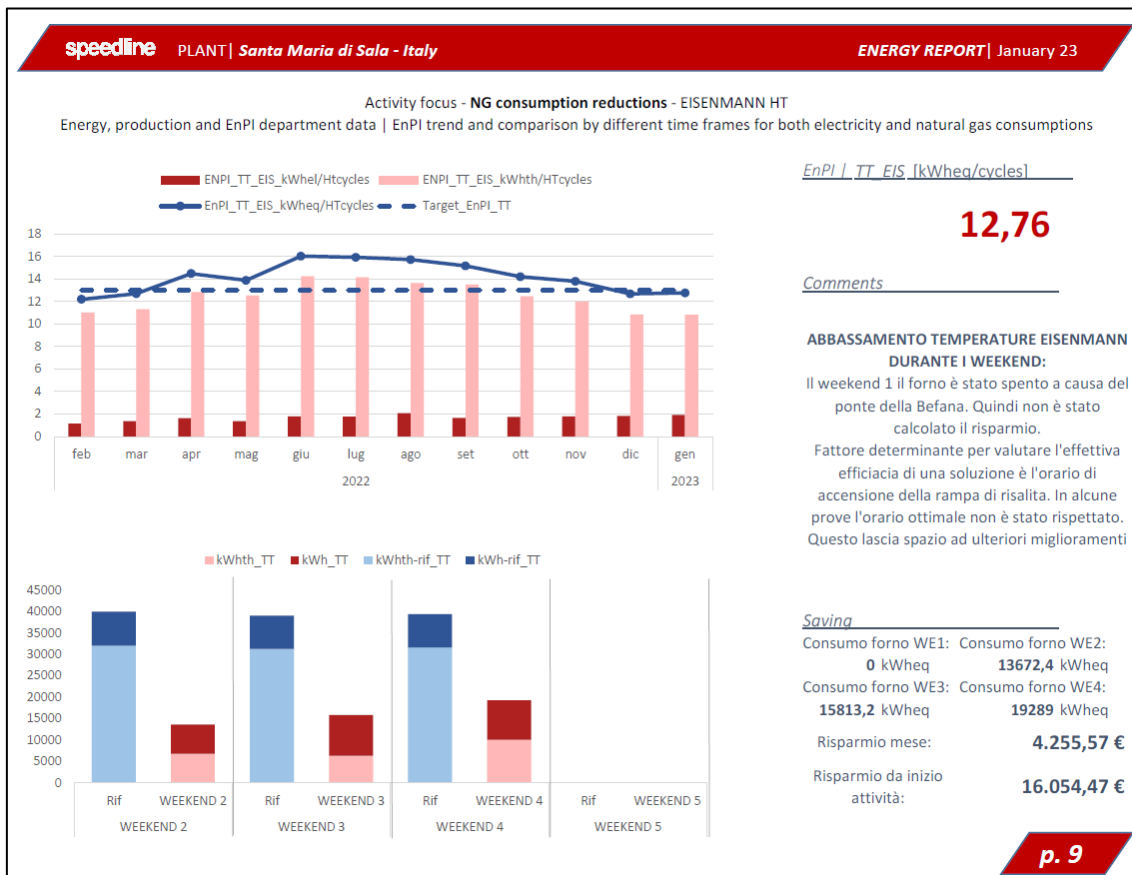 speedline PLANT| Santa Maria di Sala - Italy
ENERGY REPORT| January 23
Activity focus - NG consumption reductions - EISENMANN HT
Energy, production and EnPI department data | EnPI trend and comparison by different time frames for both electricity and natural gas consumptions
ENPI_TT_EIS_kWhel/Htcycles
ENPI_TT_EIS_kWhth/HTcycles
EnPI_TT_EIS_kWheq/HTcycles
Target_EnPI_TT
18
16
14
12
10
8
6
4
2
0
feb mar apr mag giu lug ago set ott nov dic gen
2022 2023
EnPI | TT_EIS [kWheq/cycles]
12,76
Comments
ABBASSAMENTO TEMPERATURE EISENMANN
DURANTE I WEEKEND:
Il weekend 1 il forno è stato spento a causa del
ponte della Befana. Quindi non è stato
calcolato il risparmio.
Fattore determinante per valutare l'effettiva
efficiacia di una soluzione è l'orario di
accensione della rampa di risalita. In alcune
prove l'orario ottimale non è stato rispettato.
Questo lascia spazio ad ulteriori miglioramenti
kWhth_TT kWh_TT kWhth-rif_TT kWh-rif_TT
45000
40000
35000
30000
25000
20000
15000
10000
5000
0
Rif WEEKEND 2 Rif WEEKEND 3 Rif WEEKEND 4 Rif WEEKEND 5
WEEKEND 2 WEEKEND 3 WEEKEND 4 WEEKEND 5
Saving
Consumo forno WE1: Consumo forno WE2:
0 kWheq 13672,4 kWheq
Consumo forno WE3: Consumo forno WE4:
15813,2 kWheq 19289 kWheq
Risparmio mese: 4.255,57 €
Risparmio da inizio
attività:
16.054,47 €
p. 9